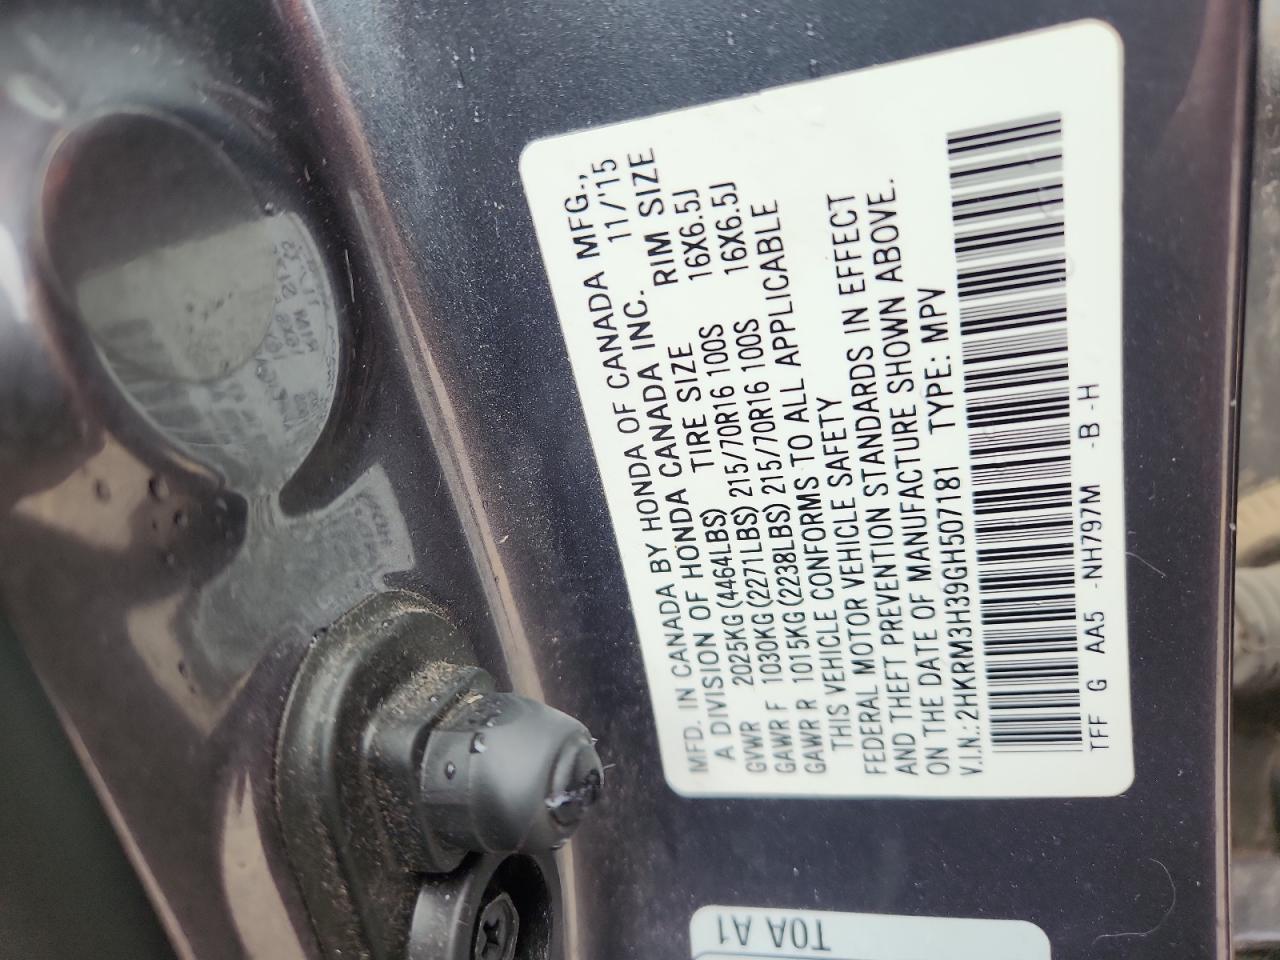 MFD. IN CANADA BY HONDA OF CANADA MFG.,
A DIVISION OF HONDA CANADA INC. 11/'15
GVWR 2025KG(4464LBS) TIRE SIZE RIM SIZE
GAWR F 1030KG(2271LBS) 215/70R16 100S 16X6.5J
GAWR R 1015KG(2238LBS) 215/70R16 100S 16X6.5J
THIS VEHICLE CONFORMS TO ALL APPLICABLE
FEDERAL MOTOR VEHICLE SAFETY
AND THEFT PREVENTION STANDARDS IN EFFECT
ON THE DATE OF MANUFACTURE SHOWN ABOVE.
V.I.N.: 2HKRM3H39GH507181 TYPE: MPV
TFF G AA5 -NH797M -B-H
T0A A1